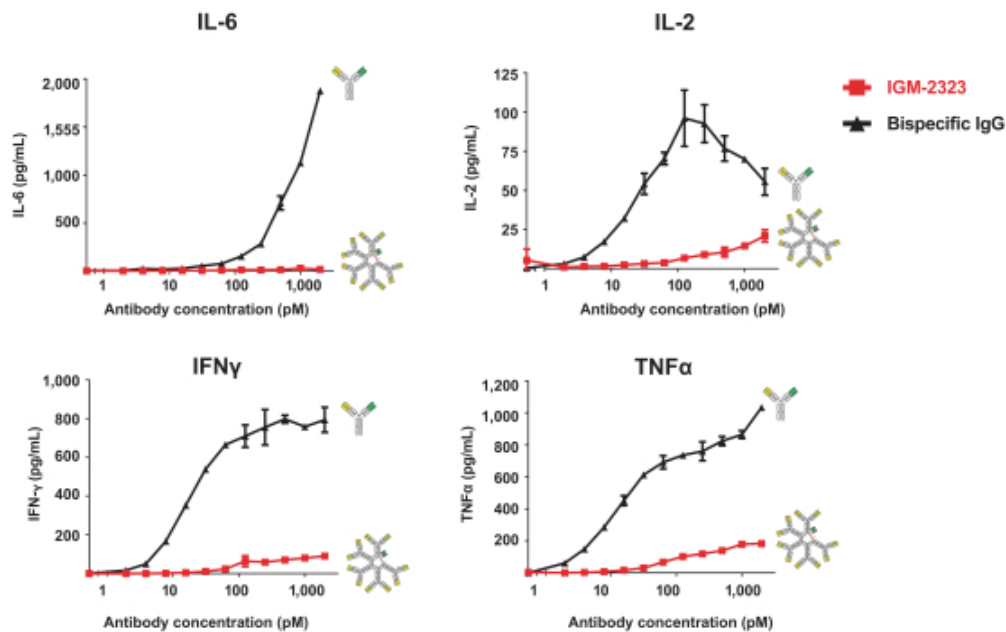 IL-6
IL-6 (pg/mL)
2,000
1,555
1,000
500
1 10 100 1,000
Antibody concentration (pM)
IL-2
IL-2 (pg/mL)
125
100
75
50
25
1 10 100 1,000
Antibody concentration (pM)
IGM-2323
Bispecific IgG
IFNγ
IFN-γ (pg/mL)
1,000
800
600
400
200
1 10 100 1,000
Antibody concentration (pM)
TNFα
TNFα (pg/mL)
1,200
1,000
800
600
400
200
1 10 100 1,000
Antibody concentration (pM)